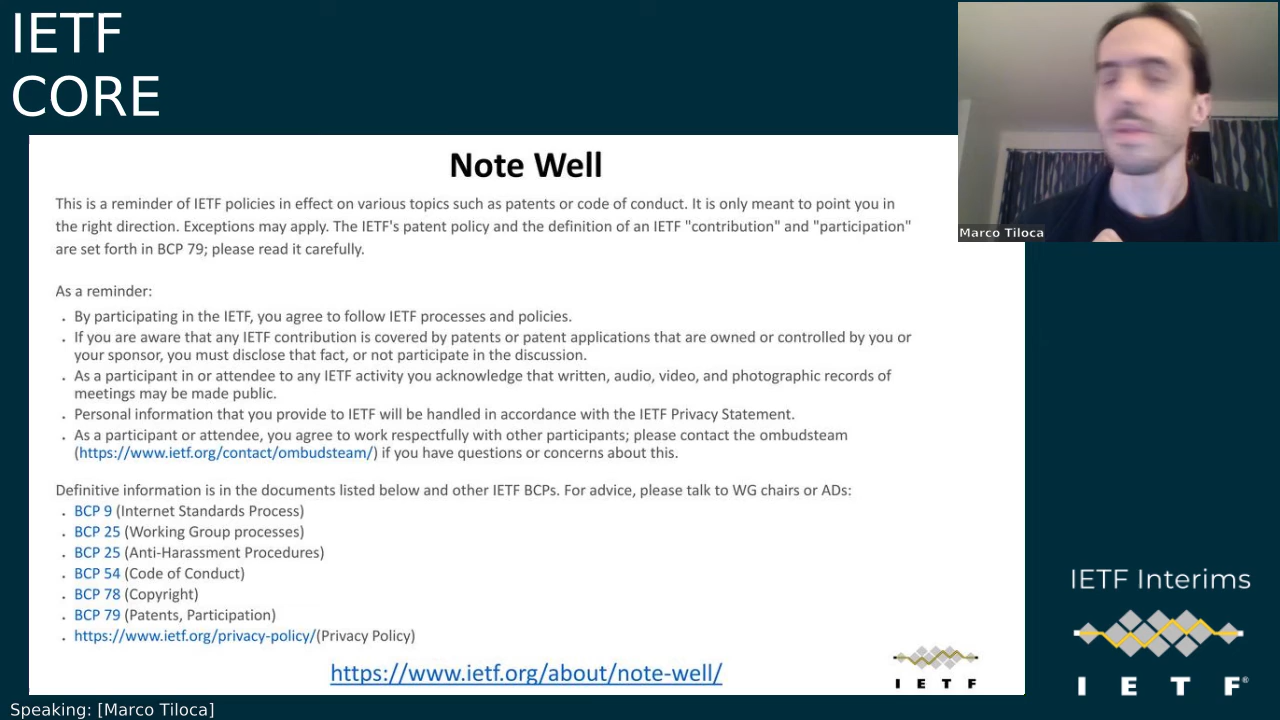 IETF
CORE
Note Well
This is a reminder of IETF policies in effect on various topics such as patents or code of conduct. It is only meant to point you in
the right direction. Exceptions may apply. The IETF's patent policy and the definition of an IETF "contribution" and "participation"
are set forth in BCP 79; please read it carefully.
As a reminder:
• By participating in the IETF, you agree to follow IETF processes and policies.
• If you are aware that any IETF contribution is covered by patents or patent applications that are owned or controlled by you or
your sponsor, you must disclose that fact, or not participate in the discussion.
• As a participant in or attendee to any IETF activity you acknowledge that written, audio, video, and photographic records of
meetings may be made public.
• Personal information that you provide to IETF will be handled in accordance with the IETF Privacy Statement.
• As a participant or attendee, you agree to work respectfully with other participants; please contact the ombudsteam
(https://www.ietf.org/contact/ombudsteam/) if you have questions or concerns about this.
Definitive information is in the documents listed below and other IETF BCPs. For advice, please talk to WG chairs or ADs:
• BCP 9 (Internet Standards Process)
• BCP 25 (Working Group processes)
• BCP 25 (Anti-Harassment Procedures)
• BCP 54 (Code of Conduct)
• BCP 78 (Copyright)
• BCP 79 (Patents, Participation)
• https://www.ietf.org/privacy-policy/(Privacy Policy)
https://www.ietf.org/about/note-well/
I E T F
Marco Tiloca
IETF Interims
I E T F®
Speaking: [Marco Tiloca]